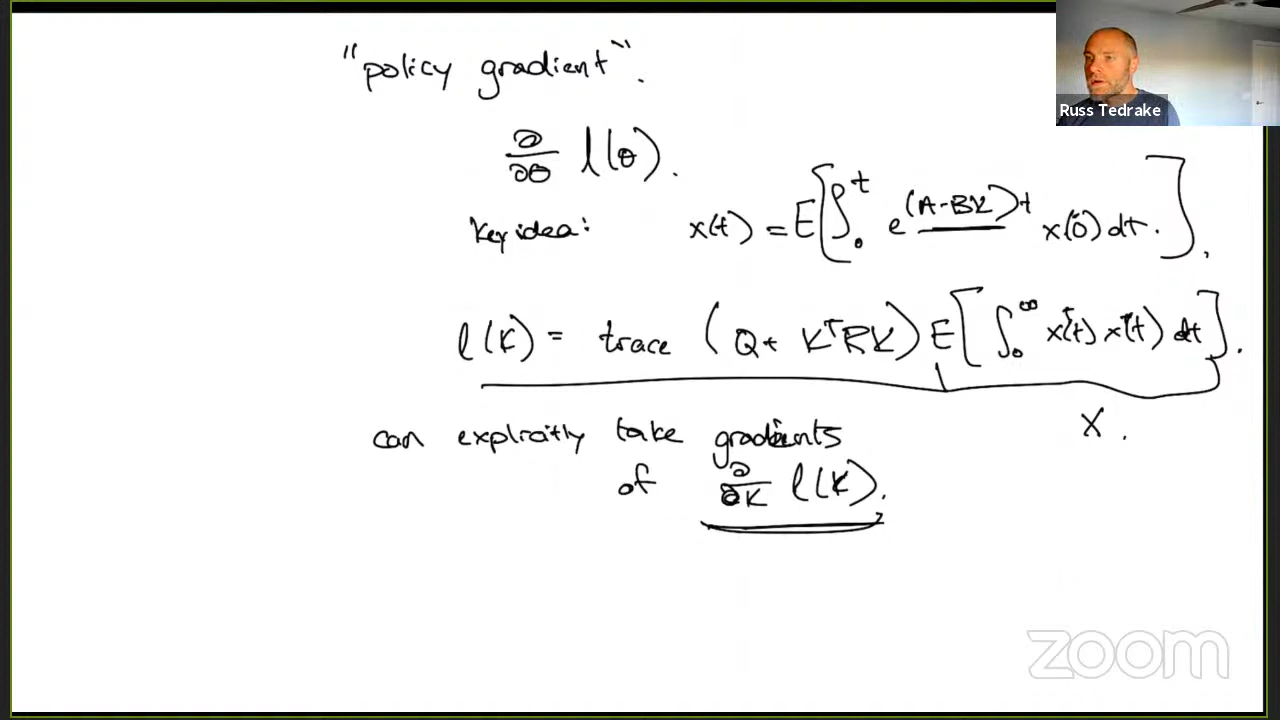 "policy gradient".
Russ Tedrake
∂/∂θ l(θ).
Key idea: x(t) = E[∫₀ᵗ e^(A-BK)t x(0) dt.].
l(K) = trace (Q + KᵀRK) E[∫₀^∞ xᵀ(t) xᵀ(t) dt].
X.
can explicitly take gradients
of ∂/∂K l(K).
zoom